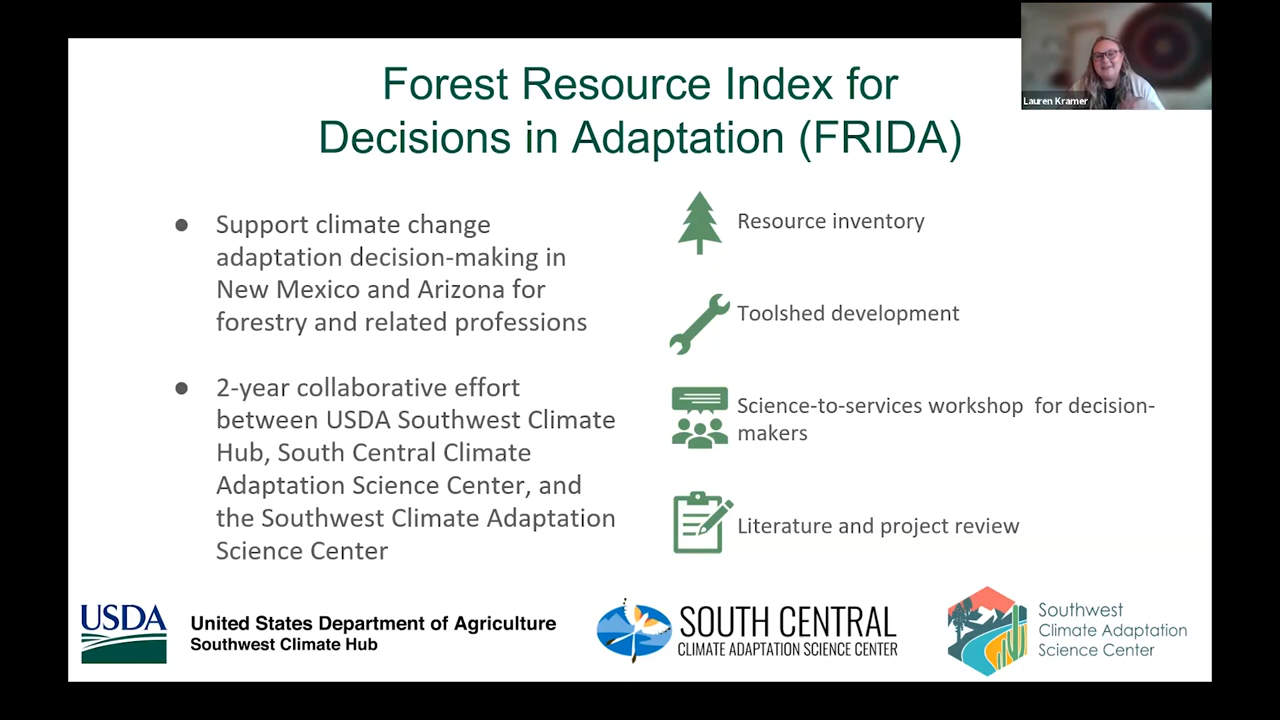 Forest Resource Index for
Decisions in Adaptation (FRIDA)
Lauren Kramer
● Support climate change
adaptation decision-making in
New Mexico and Arizona for
forestry and related professions
● 2-year collaborative effort
between USDA Southwest Climate
Hub, South Central Climate
Adaptation Science Center, and
the Southwest Climate Adaptation
Science Center
Resource inventory
Toolshed development
Science-to-services workshop for decision-
makers
Literature and project review
USDA
United States Department of Agriculture
Southwest Climate Hub
SOUTH CENTRAL
CLIMATE ADAPTATION SCIENCE CENTER
Southwest
Climate Adaptation
Science Center